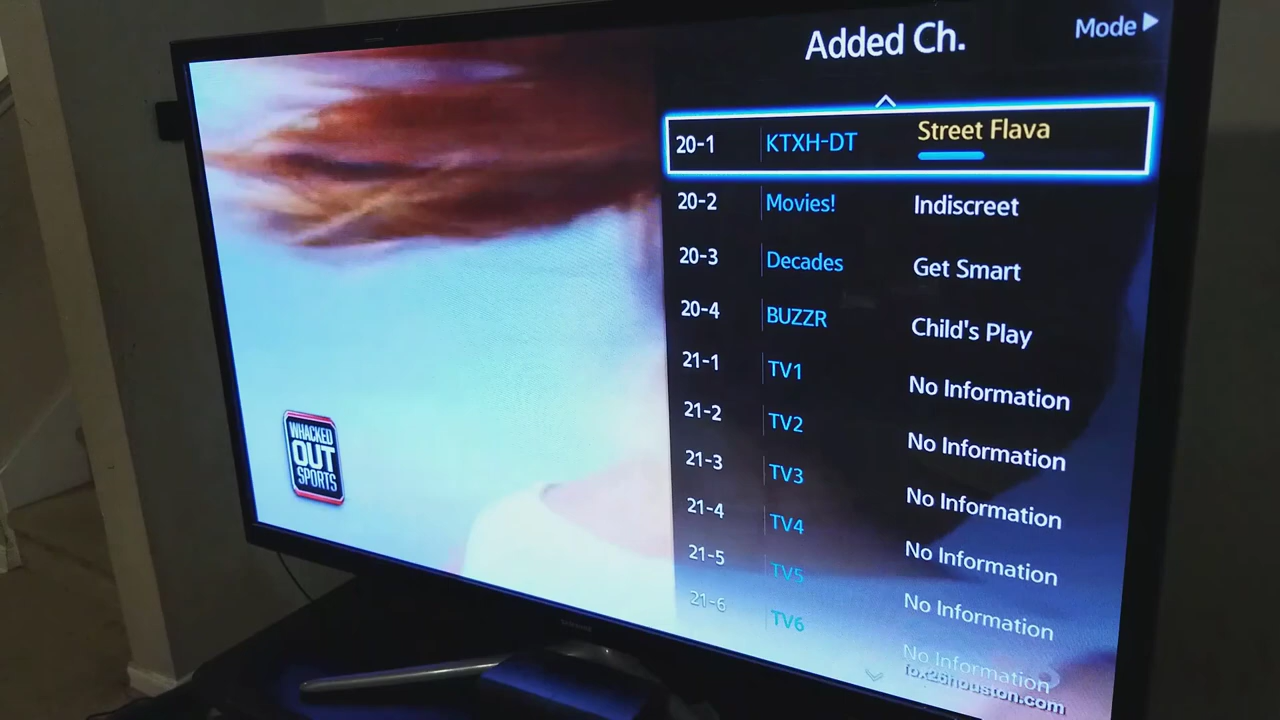 Added Ch.
Mode
20-1 KTXH-DT Street Flava
20-2 Movies! Indiscreet
20-3 Decades Get Smart
20-4 BUZZR Child's Play
21-1 TV1 No Information
21-2 TV2 No Information
21-3 TV3 No Information
21-4 TV4 No Information
21-5 TV5 No Information
21-6 TV6 No Information
WHACKED
OUT
SPORTS
SAMSUNG
fox26houston.com